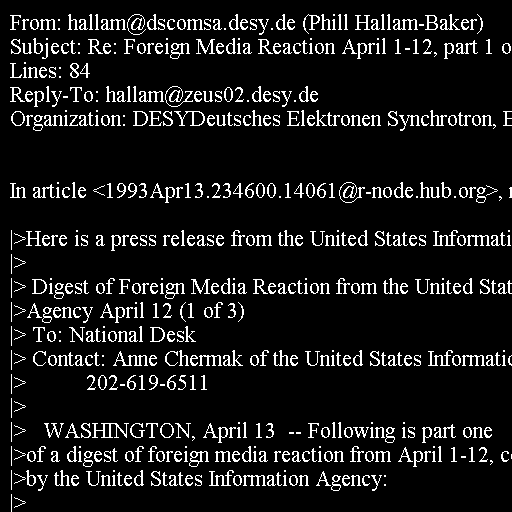 From: hallam@dscomsa.desy.de (Phill Hallam-Baker)
Subject: Re: Foreign Media Reaction April 1-12, part 1 o
Lines: 84
Reply-To: hallam@zeus02.desy.de
Organization: DESYDeutsches Elektronen Synchrotron, E
In article <1993Apr13.234600.14061@r-node.hub.org>, r
|>Here is a press release from the United States Informati
|>
|> Digest of Foreign Media Reaction from the United Stat
|>Agency April 12 (1 of 3)
|> To: National Desk
|> Contact: Anne Chermak of the United States Informatio
|>          202-619-6511
|>
|>   WASHINGTON, April 13  -- Following is part one
|>of a digest of foreign media reaction from April 1-12, c
|>by the United States Information Agency:
|>